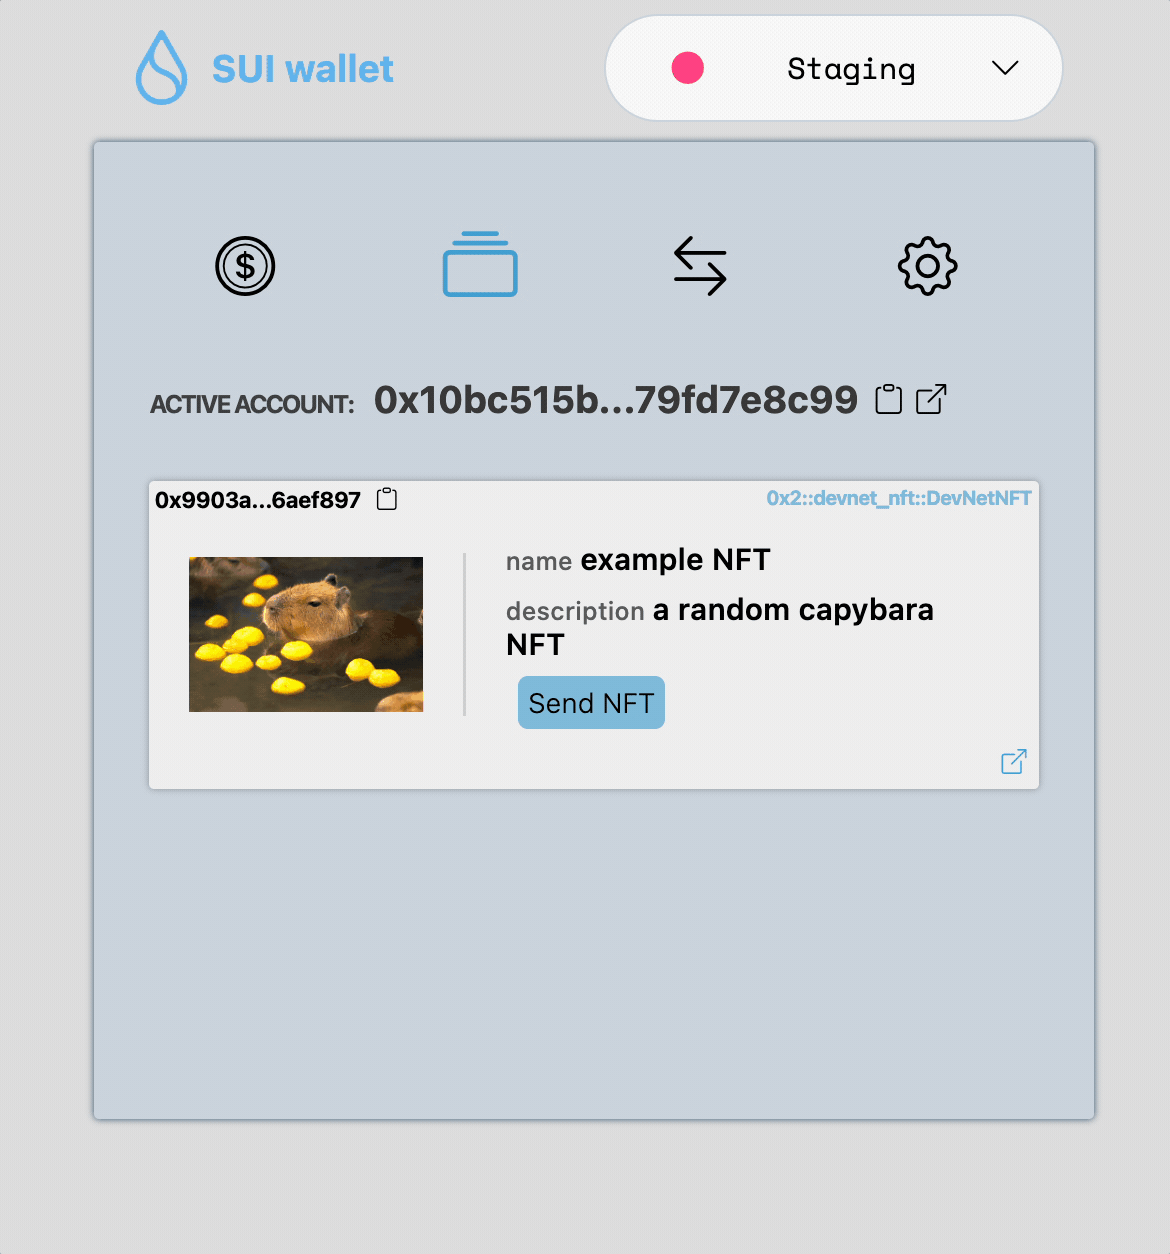 SUI wallet
Staging
$
ACTIVE ACCOUNT: 0x10bc515b...79fd7e8c99
0x9903a...6aef897
0x2::devnet_nft::DevNetNFT
name example NFT
description a random capybara
NFT
Send NFT